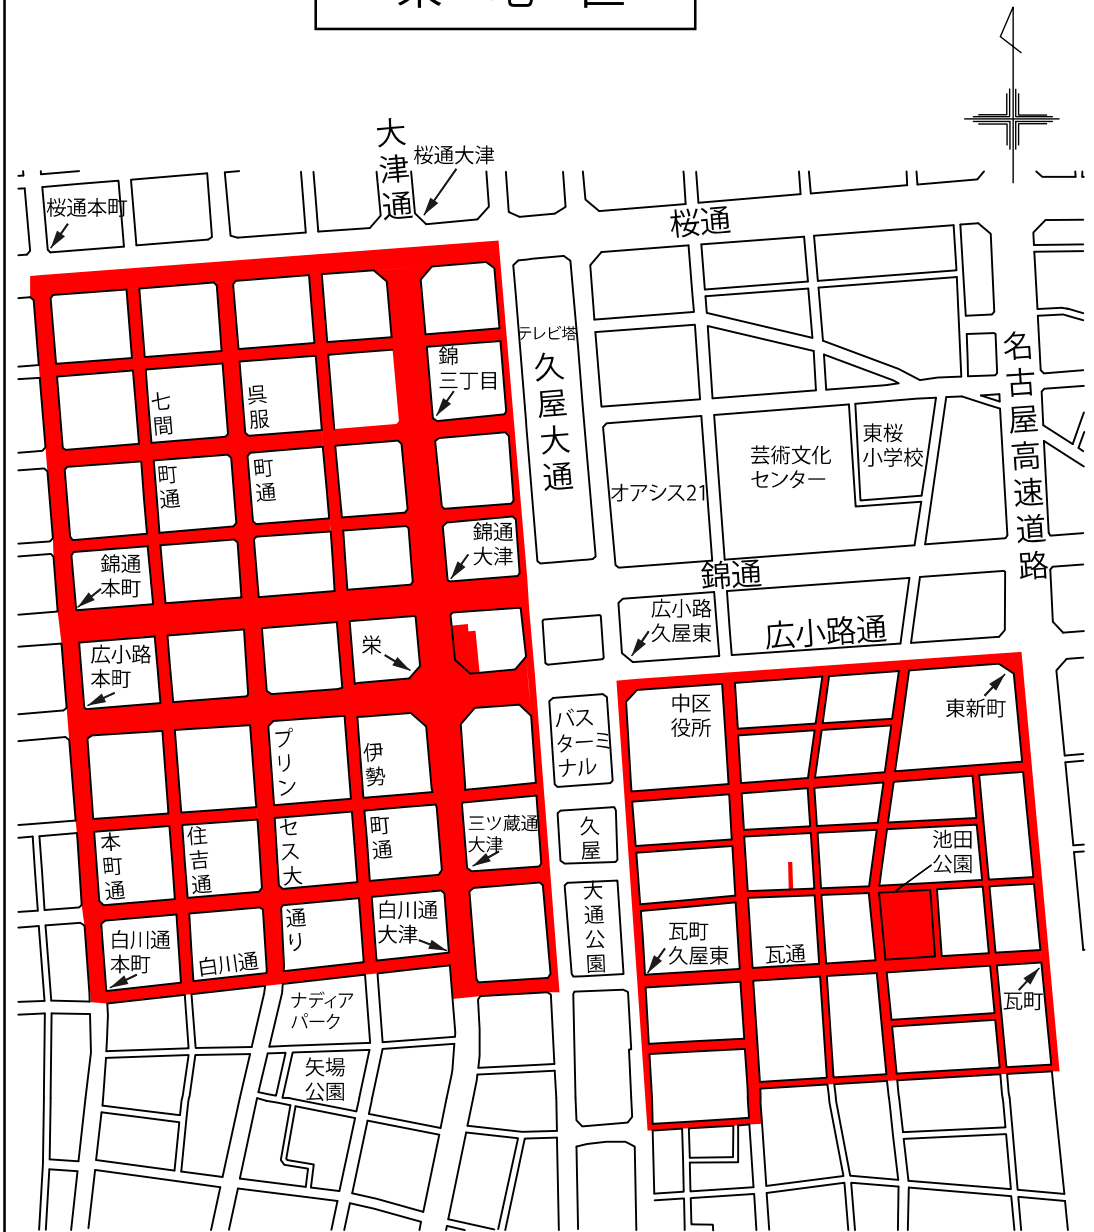 栄 地 区
大津通
桜通大津
桜通本町
桜通
テレビ塔
久屋大通
錦
三丁目
七間
町通
呉服
町通
名古屋高速道路
芸術文化
センター
東桜
小学校
オアシス21
錦通
大津
錦通
本町
錦通
広小路
久屋東
広小路通
栄
広小路
本町
中区
役所
東新町
バス
ターミ
ナル
プリン
セス大
通り
伊勢
町通
三ツ蔵通
大津
久屋
大通公園
本町通
住吉通
池田
公園
白川通
本町
白川通
白川通
大津
瓦町
久屋東
瓦通
瓦町
ナディア
パーク
矢場
公園